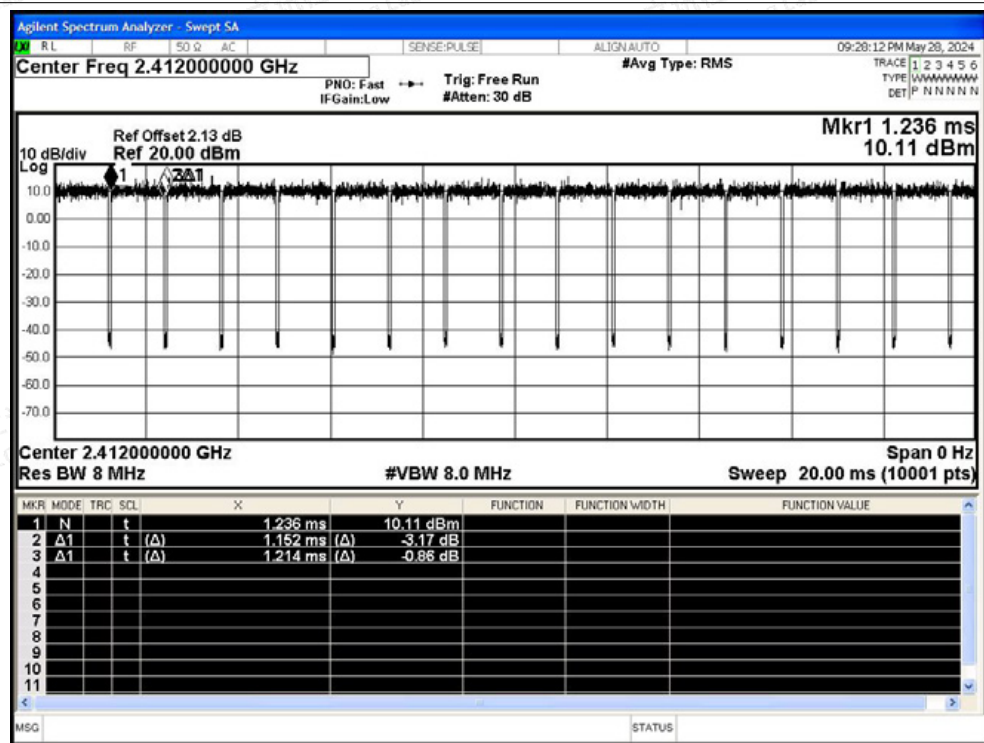 Agilent Spectrum Analyzer - Swept SA
LXI RL RF 50 Ω AC SENSE:PULSE ALIGNAUTO 09:28:12 PM May 28, 2024
Center Freq 2.412000000 GHz #Avg Type: RMS TRACE 1 2 3 4 5 6
PNO: Fast Trig: Free Run TYPE WWWWWWW
IFGain:Low #Atten: 30 dB DET P N N N N N
Mkr1 1.236 ms
Ref Offset 2.13 dB
10 dB/div Ref 20.00 dBm 10.11 dBm
Log
1 2Δ1
10.0
0.00
-10.0
-20.0
-30.0
-40.0
-50.0
-60.0
-70.0
Center 2.412000000 GHz Span 0 Hz
Res BW 8 MHz #VBW 8.0 MHz Sweep 20.00 ms (10001 pts)
MKR MODE TRC SCL X Y FUNCTION FUNCTION WIDTH FUNCTION VALUE
1 N t 1.236 ms 10.11 dBm
2 Δ1 t (Δ) 1.152 ms (Δ) -3.17 dB
3 Δ1 t (Δ) 1.214 ms (Δ) -0.86 dB
4
5
6
7
8
9
10
11
MSG STATUS